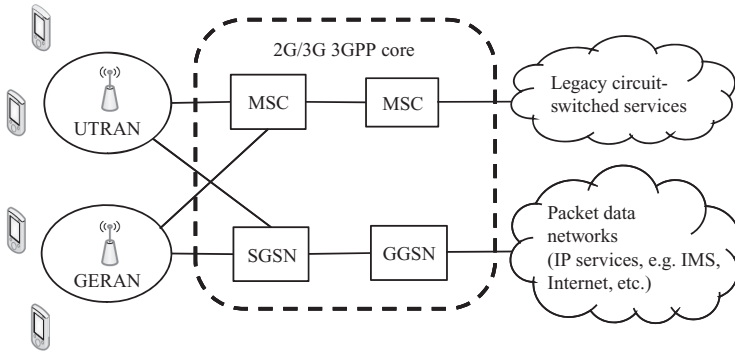 2G/3G 3GPP core
UTRAN
MSC
MSC
Legacy circuit-
switched services
GERAN
SGSN
GGSN
Packet data
networks
(IP services, e.g. IMS,
Internet, etc.)